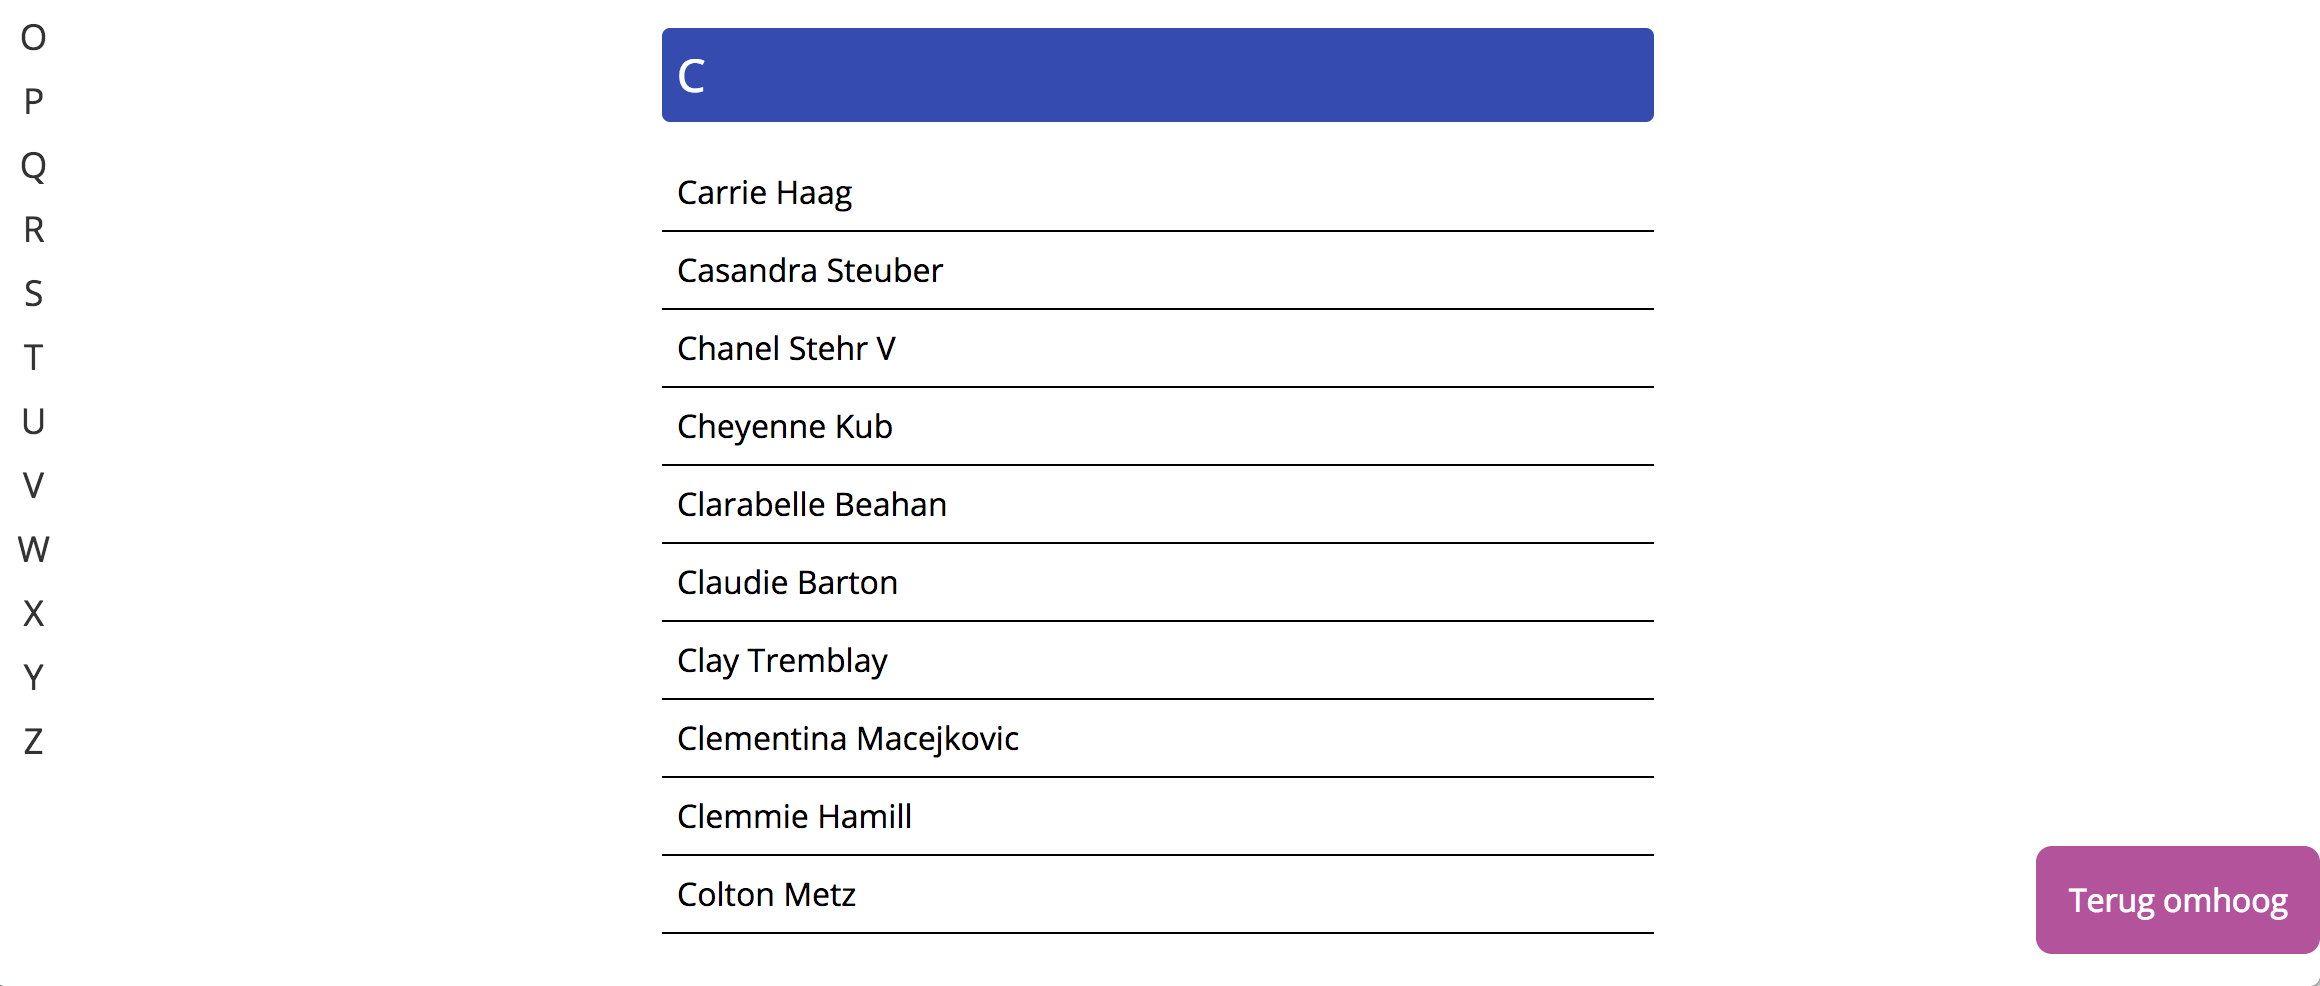 O
P
Q
R
S
T
U
V
W
X
Y
Z
C
Carrie Haag
Casandra Steuber
Chanel Stehr V
Cheyenne Kub
Clarabelle Beahan
Claudie Barton
Clay Tremblay
Clementina Macejkovic
Clemmie Hamill
Colton Metz
Terug omhoog